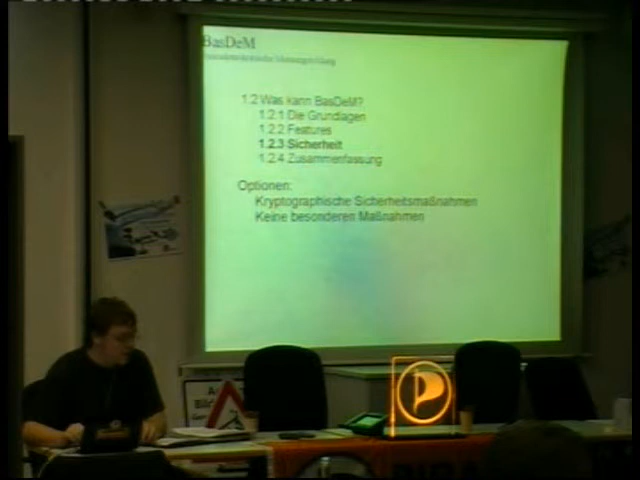 BasDeM
1.2 Was kann BasDeM?
1.2.1 Die Grundlagen
1.2.2 Features
1.2.3 Sicherheit
1.2.4 Zusammenfassung
Optionen:
Kryptographische Sicherheitsmaßnahmen
Keine besonderen Maßnahmen